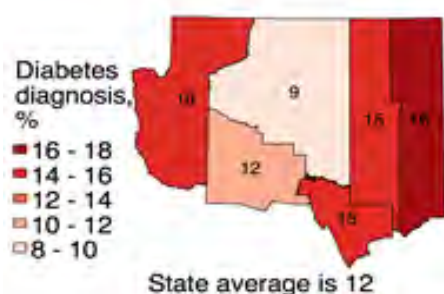 Diabetes
diagnosis,
%
16 - 18
14 - 16
12 - 14
10 - 12
8 - 10
9
15
12
15
State average is 12